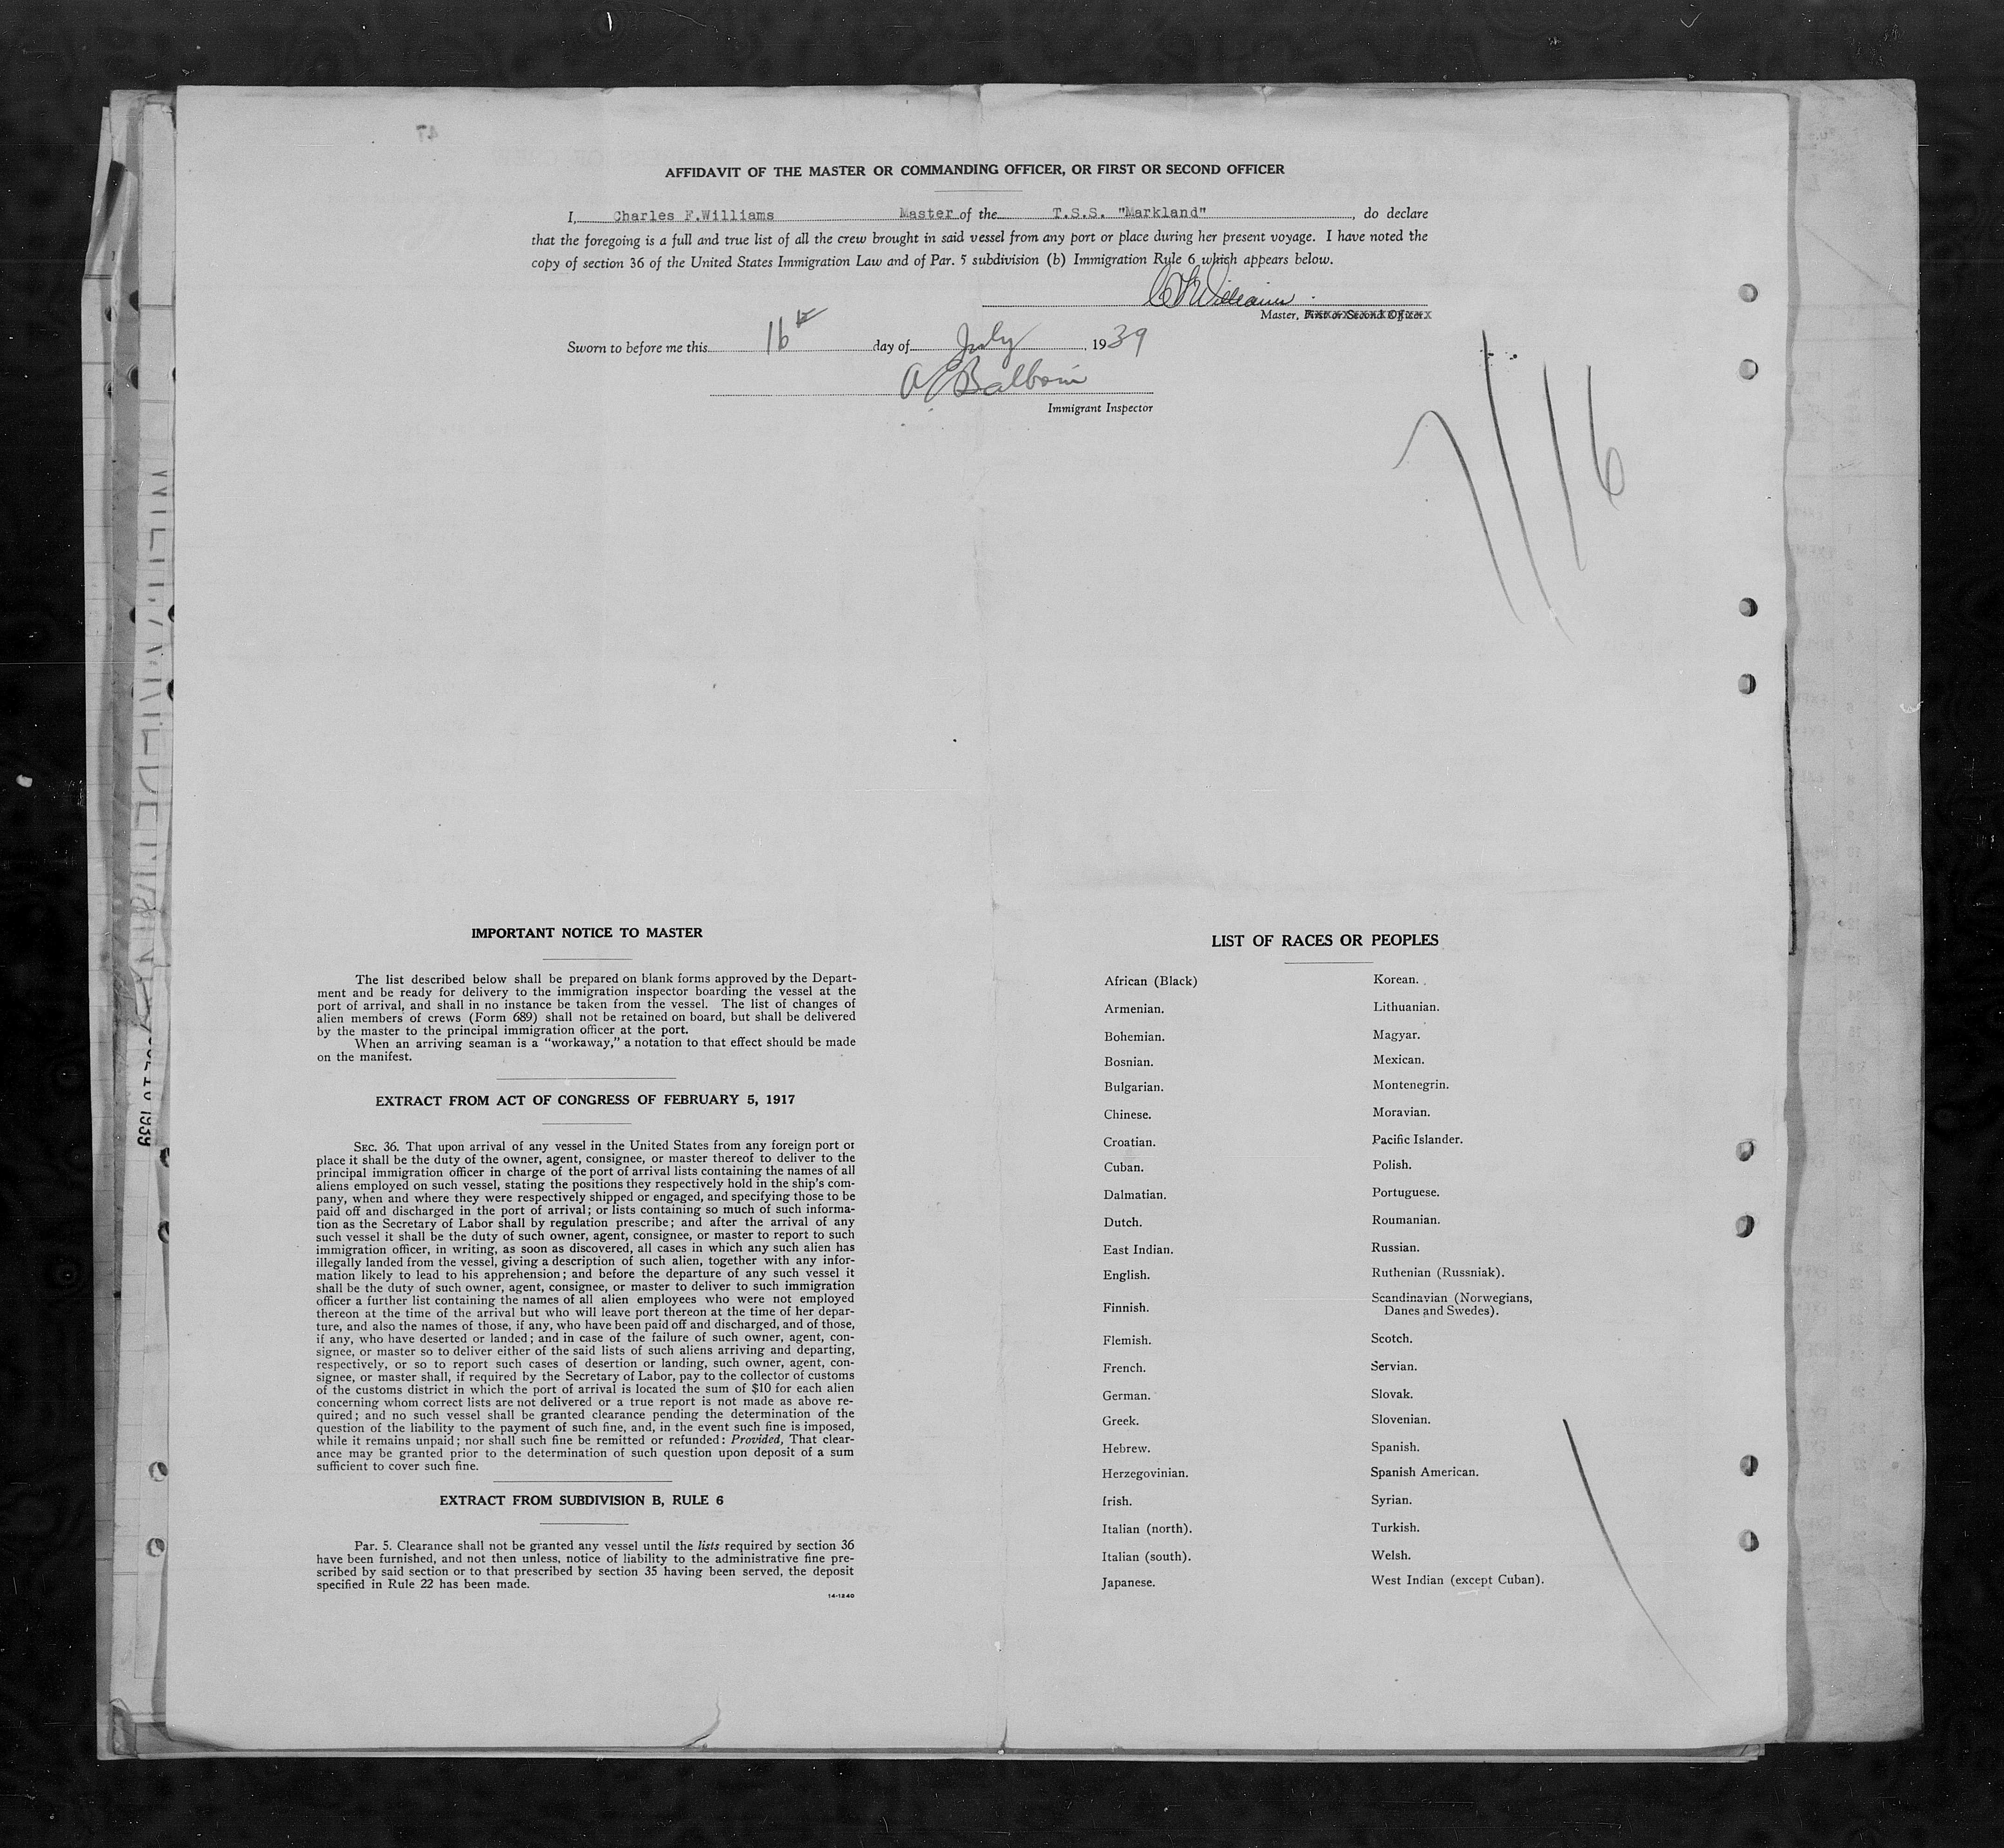 AFFIDAVIT OF THE MASTER OR COMMANDING OFFICER, OR FIRST OR SECOND OFFICER
I, Charles F.Williams Master of the T.S.S. "Markland", do declare
that the foregoing is a full and true list of all the crew brought in said vessel from any port or place during her present voyage. I have noted the
copy of section 36 of the United States Immigration Law and of Par. 5 subdivision (b) Immigration Rule 6 which appears below.
CFWilliams.
Master, First or Second Officer.
Sworn to before me this 16th day of July, 1939
Immigrant Inspector
7/16
IMPORTANT NOTICE TO MASTER
The list described below shall be prepared on blank forms approved by the Depart-
ment and be ready for delivery to the immigration inspector boarding the vessel at the
port of arrival, and shall in no instance be taken from the vessel. The list of changes of
alien members of crews (Form 689) shall not be retained on board, but shall be delivered
by the master to the principal immigration officer at the port.
When an arriving seaman is a "workaway," a notation to that effect should be made
on the manifest.
EXTRACT FROM ACT OF CONGRESS OF FEBRUARY 5, 1917
SEC. 36. That upon arrival of any vessel in the United States from any foreign port or
place it shall be the duty of the owner, agent, consignee, or master thereof to deliver to the
principal immigration officer in charge of the port of arrival lists containing the names of all
aliens employed on such vessel, stating the positions they respectively hold in the ship's com-
pany, when and where they were respectively shipped or engaged, and specifying those to be
paid off and discharged in the port of arrival; or lists containing so much of such informa-
tion as the Secretary of Labor shall by regulation prescribe; and after the arrival of any
such vessel it shall be the duty of such owner, agent, consignee, or master to report to such
immigration officer, in writing, as soon as discovered, all cases in which any such alien has
illegally landed from the vessel, giving a description of such alien, together with any infor-
mation likely to lead to his apprehension; and before the departure of any such vessel it
shall be the duty of such owner, agent, consignee, or master to deliver to such immigration
officer a further list containing the names of all alien employees who were not employed
thereon at the time of the arrival but who will leave port thereon at the time of her depar-
ture, and also the names of those, if any, who have been paid off and discharged, and of those,
if any, who have deserted or landed; and in case of the failure of such owner, agent, con-
signee, or master so to deliver either of the said lists of such aliens arriving and departing,
respectively, or so to report such cases of desertion or landing, such owner, agent, con-
signee, or master shall, if required by the Secretary of Labor, pay to the collector of customs
of the customs district in which the port of arrival is located the sum of $10 for each alien
concerning whom correct lists are not delivered or a true report is not made as above re-
quired; and no such vessel shall be granted clearance pending the determination of the
question of the liability to the payment of such fine, and, in the event such fine is imposed,
while it remains unpaid; nor shall such fine be remitted or refunded: Provided, That clear-
ance may be granted prior to the determination of such question upon deposit of a sum
sufficient to cover such fine.
EXTRACT FROM SUBDIVISION B, RULE 6
Par. 5. Clearance shall not be granted any vessel until the lists required by section 36
have been furnished, and not then unless, notice of liability to the administrative fine pre-
scribed by said section or to that prescribed by section 35 having been served, the deposit
specified in Rule 22 has been made.
14-1240
LIST OF RACES OR PEOPLES
African (Black)
Armenian.
Bohemian.
Bosnian.
Bulgarian.
Chinese.
Croatian.
Cuban.
Dalmatian.
Dutch.
East Indian.
English.
Finnish.
Flemish.
French.
German.
Greek.
Hebrew.
Herzegovinian.
Irish.
Italian (north).
Italian (south).
Japanese.
Korean.
Lithuanian.
Magyar.
Mexican.
Montenegrin.
Moravian.
Pacific Islander.
Polish.
Portuguese.
Roumanian.
Russian.
Ruthenian (Russniak).
Scandinavian (Norwegians,
Danes and Swedes).
Scotch.
Servian.
Slovak.
Slovenian.
Spanish.
Spanish American.
Syrian.
Turkish.
Welsh.
West Indian (except Cuban).